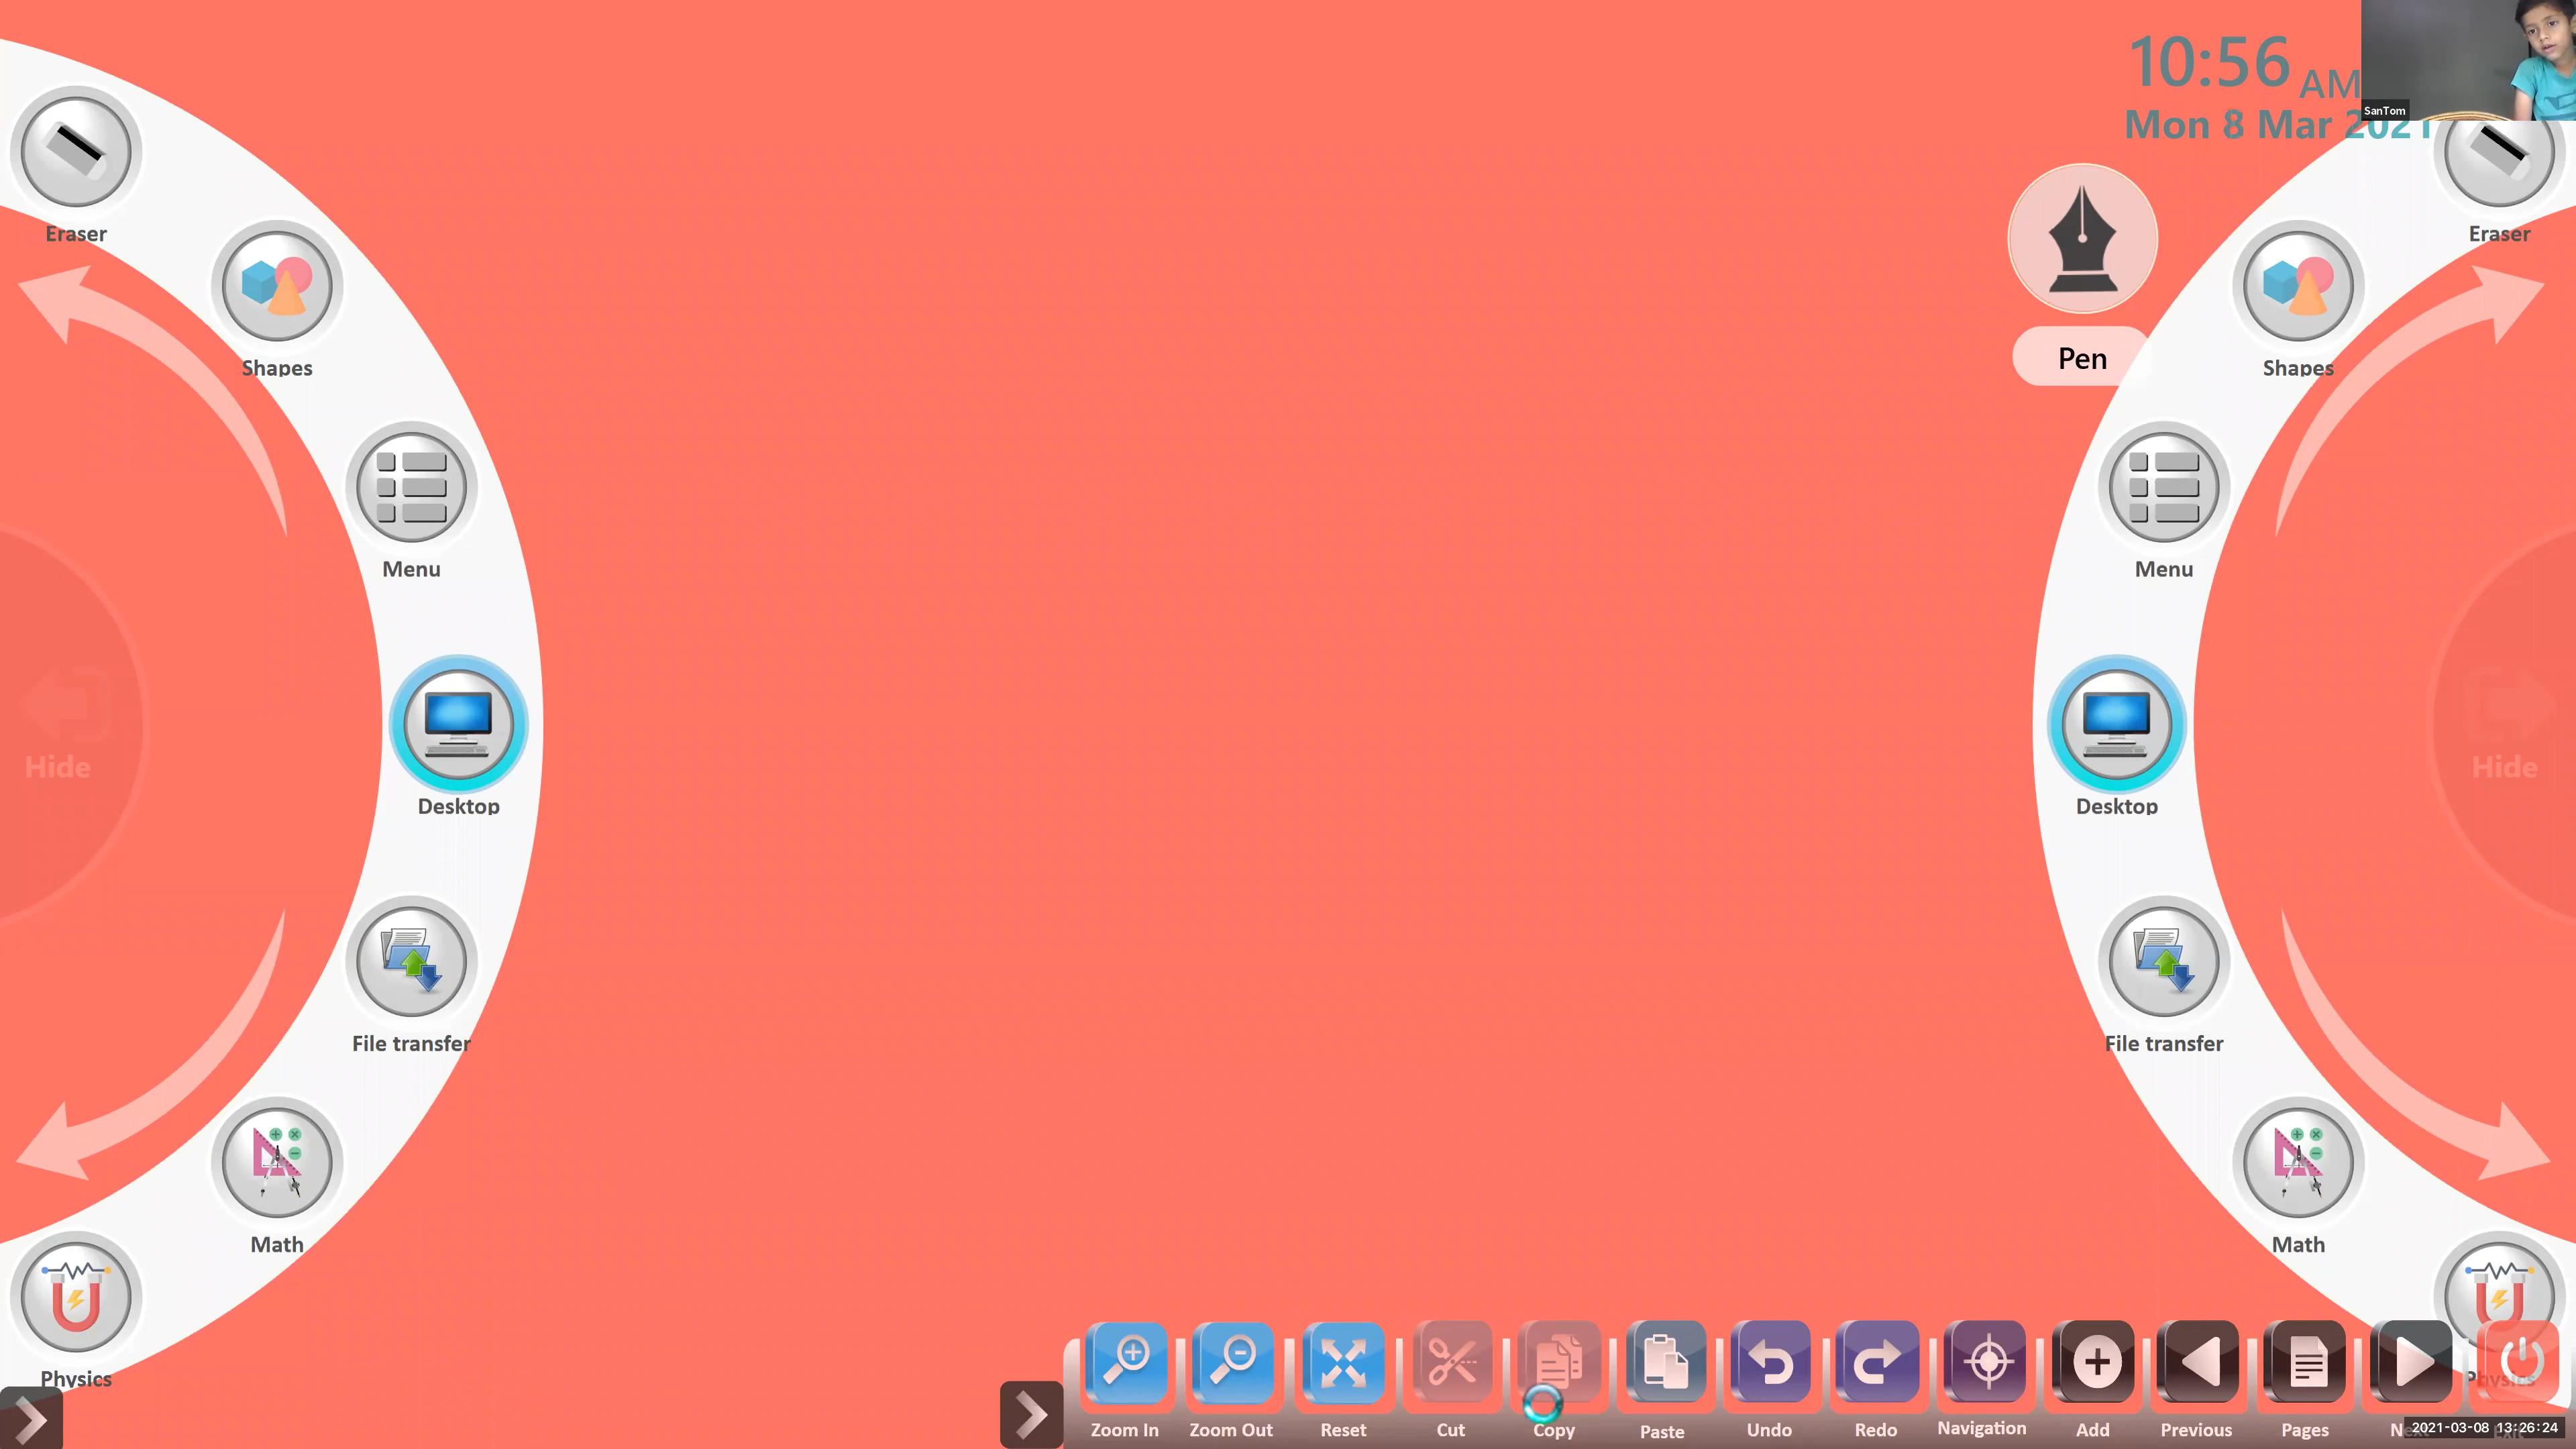 10:56 AM
SanTom
Mon 8 Mar 2021
Eraser
Eraser
Shapes
Pen
Shapes
Menu
Menu
Hide
Hide
Desktop
Desktop
File transfer
File transfer
Math
Math
Physics
Physics
Zoom In
Zoom Out
Reset
Cut
Copy
Paste
Undo
Redo
Navigation
Add
Previous
Pages
2021-03-08 13:26:24